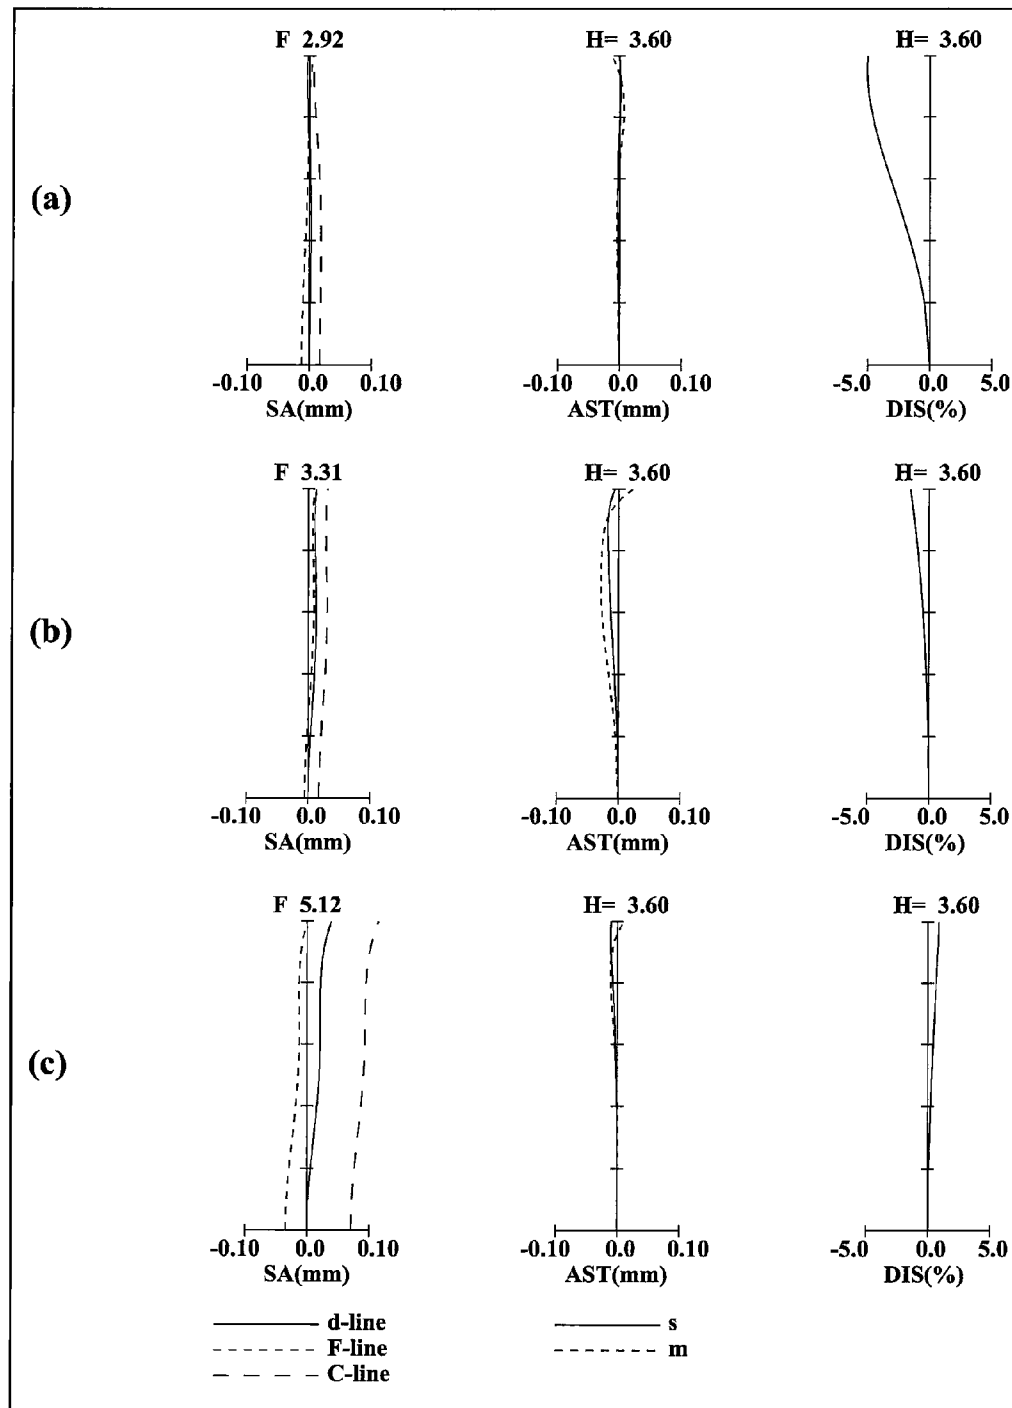 F 2.92 H= 3.60 H= 3.60
(a)
-0.10 0.0 0.10 -0.10 0.0 0.10 -5.0 0.0 5.0
SA(mm) AST(mm) DIS(%)
F 3.31 H= 3.60 H= 3.60
(b)
-0.10 0.0 0.10 -0.10 0.0 0.10 -5.0 0.0 5.0
SA(mm) AST(mm) DIS(%)
F 5.12 H= 3.60 H= 3.60
(c)
-0.10 0.0 0.10 -0.10 0.0 0.10 -5.0 0.0 5.0
SA(mm) AST(mm) DIS(%)
d-line s
F-line m
C-line